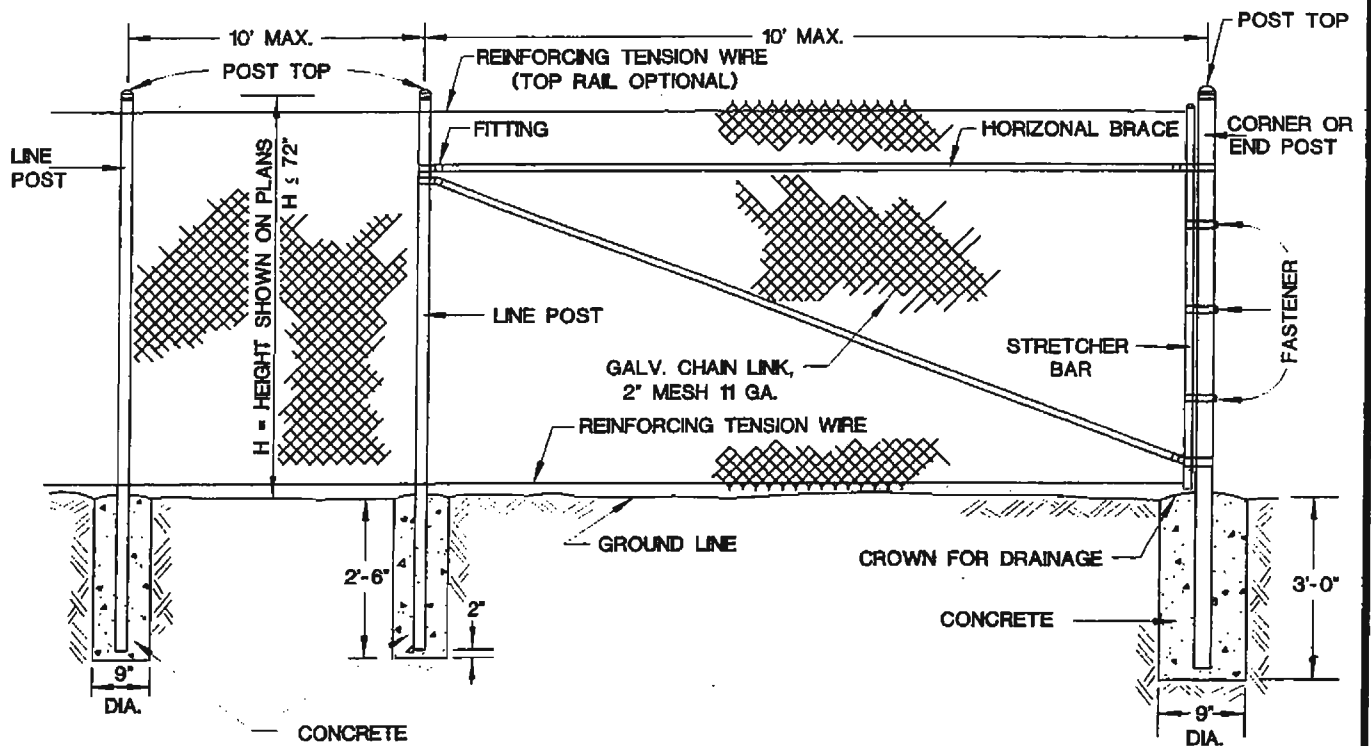 10' MAX.
10' MAX.
POST TOP
POST TOP
REINFORCING TENSION WIRE
(TOP RAIL OPTIONAL)
FITTING
HORIZONAL BRACE
CORNER OR
END POST
LINE
POST
H = HEIGHT SHOWN ON PLANS
H ≤ 72"
LINE POST
FASTENER
STRETCHER
BAR
GALV. CHAIN LINK,
2" MESH 11 GA.
REINFORCING TENSION WIRE
GROUND LINE
CROWN FOR DRAINAGE
2'-6"
2"
3'-0"
CONCRETE
9"
DIA.
9"
DIA.
CONCRETE